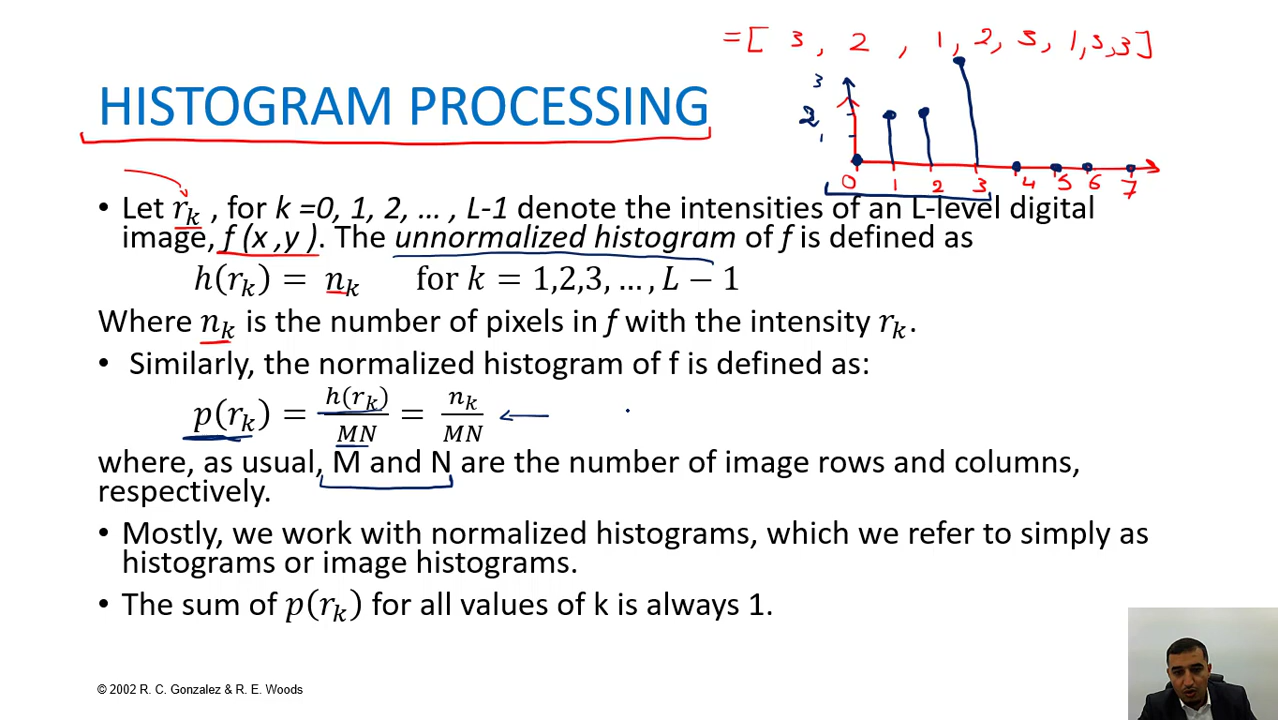 =[ 3, 2, 1, 2, 3, 1, 3, 3]
HISTOGRAM PROCESSING
3
2
1
0 1 2 3 4 5 6 7
• Let r_k , for k =0, 1, 2, … , L-1 denote the intensities of an L-level digital
image, f (x ,y ). The unnormalized histogram of f is defined as
h(r_k) = n_k for k = 1,2,3, … , L − 1
Where n_k is the number of pixels in f with the intensity r_k.
• Similarly, the normalized histogram of f is defined as:
p(r_k) = h(r_k)/MN = n_k/MN
where, as usual, M and N are the number of image rows and columns,
respectively.
• Mostly, we work with normalized histograms, which we refer to simply as
histograms or image histograms.
• The sum of p(r_k) for all values of k is always 1.
© 2002 R. C. Gonzalez & R. E. Woods